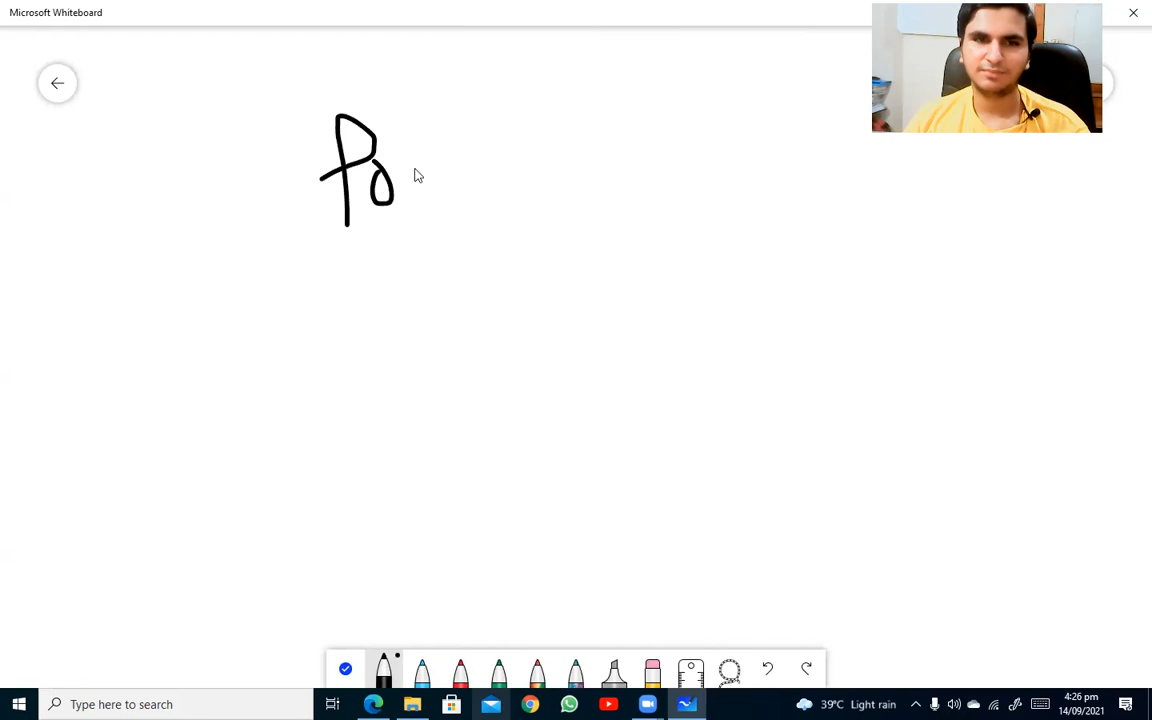 Microsoft Whiteboard
Po
Type here to search
39°C Light rain
4:26 pm
14/09/2021